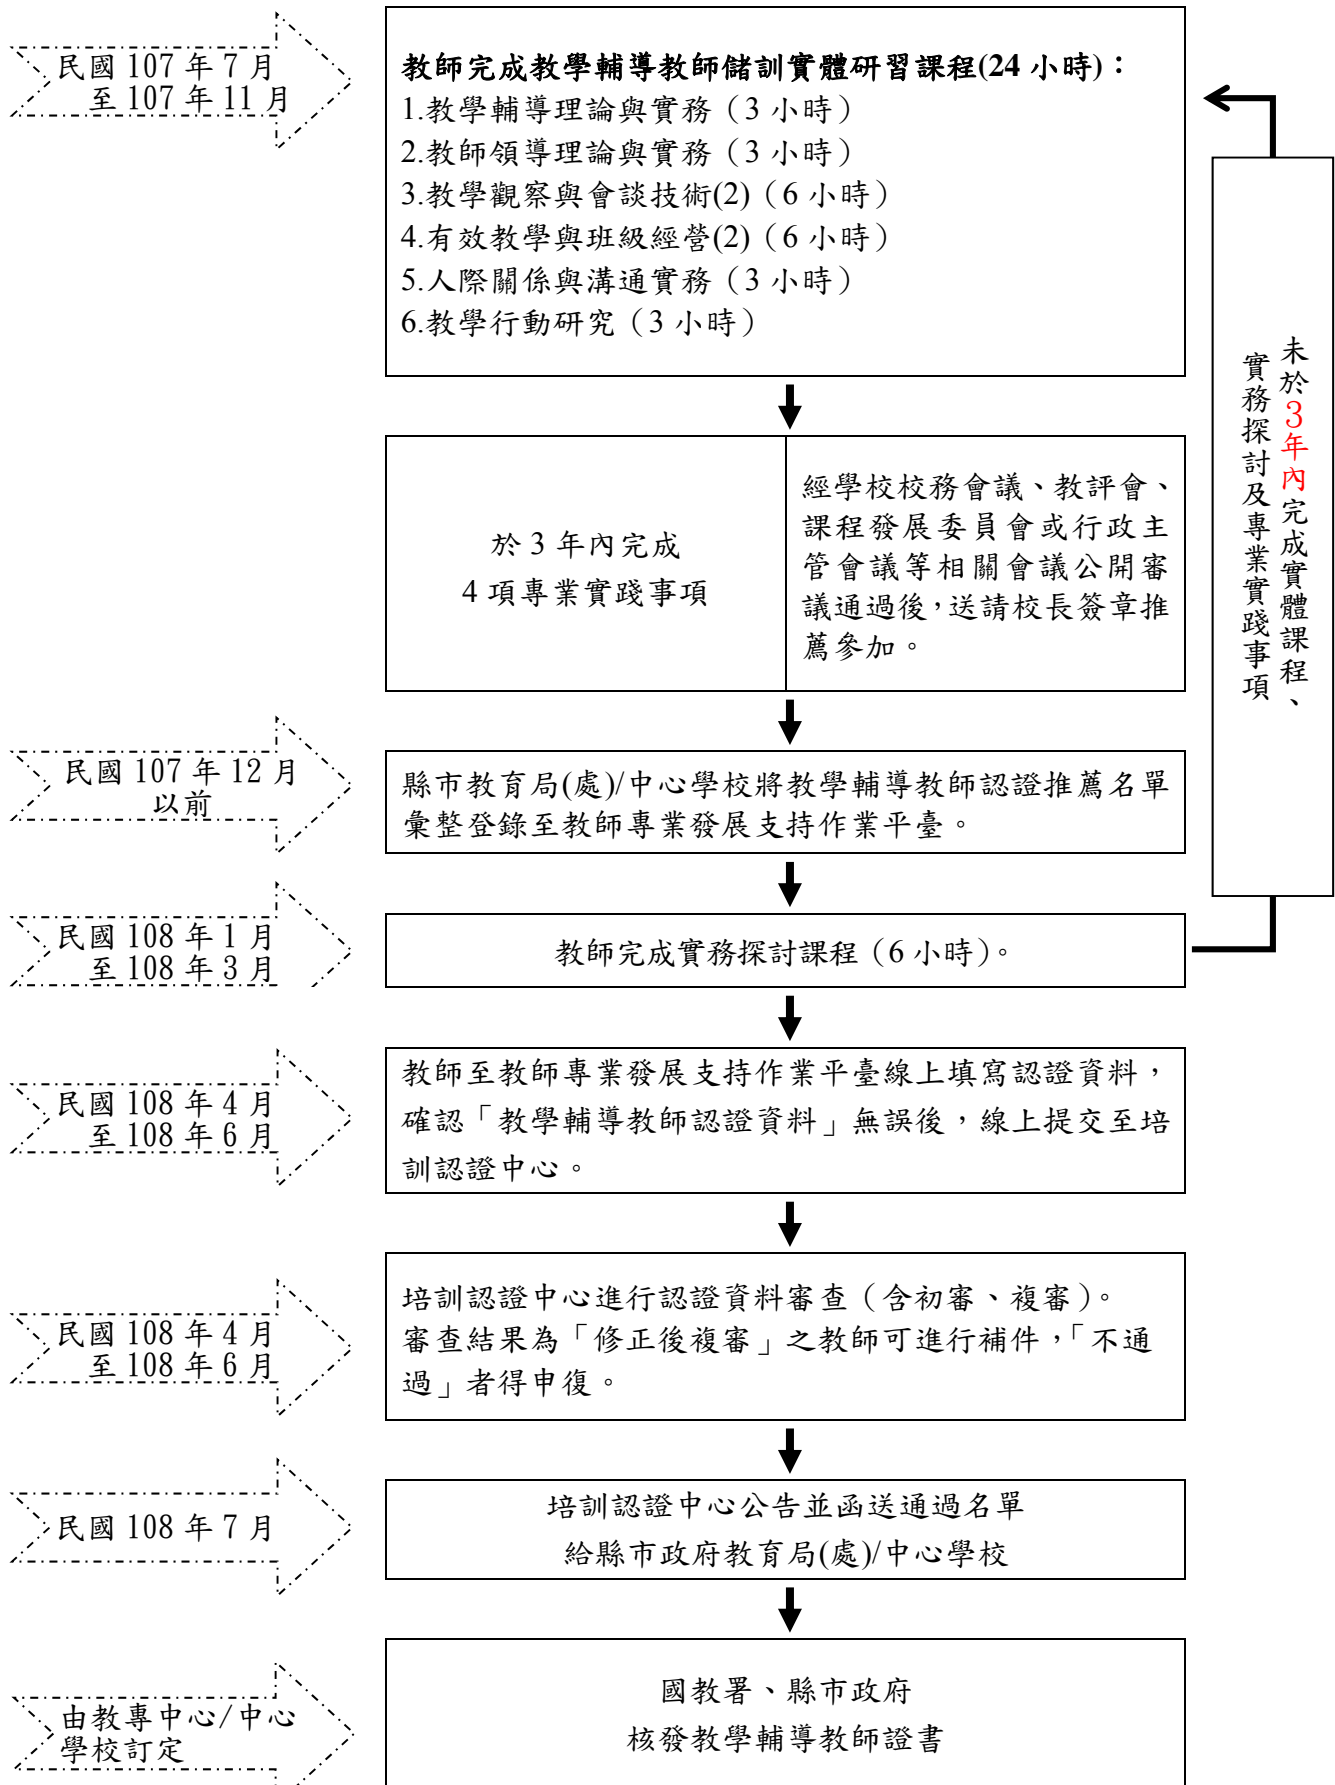 民國 107 年 7 月
至 107 年 11 月
教師完成教學輔導教師儲訓實體研習課程(24 小時)：
1.教學輔導理論與實務（3 小時）
2.教師領導理論與實務（3 小時）
3.教學觀察與會談技術(2)（6 小時）
4.有效教學與班級經營(2)（6 小時）
5.人際關係與溝通實務（3 小時）
6.教學行動研究（3 小時）
未於3年內完成實體課程、
實務探討及專業實踐事項
於 3 年內完成
4 項專業實踐事項
經學校校務會議、教評會、
課程發展委員會或行政主
管會議等相關會議公開審
議通過後，送請校長簽章推
薦參加。
民國 107 年 12 月
以前
縣市教育局(處)/中心學校將教學輔導教師認證推薦名單
彙整登錄至教師專業發展支持作業平臺。
民國 108 年 1 月
至 108 年 3 月
教師完成實務探討課程（6 小時）。
民國 108 年 4 月
至 108 年 6 月
教師至教師專業發展支持作業平臺線上填寫認證資料，
確認「教學輔導教師認證資料」無誤後，線上提交至培
訓認證中心。
民國 108 年 4 月
至 108 年 6 月
培訓認證中心進行認證資料審查（含初審、複審）。
審查結果為「修正後複審」之教師可進行補件，「不通
過」者得申復。
民國 108 年 7 月
培訓認證中心公告並函送通過名單
給縣市政府教育局(處)/中心學校
由教專中心/中心
學校訂定
國教署、縣市政府
核發教學輔導教師證書